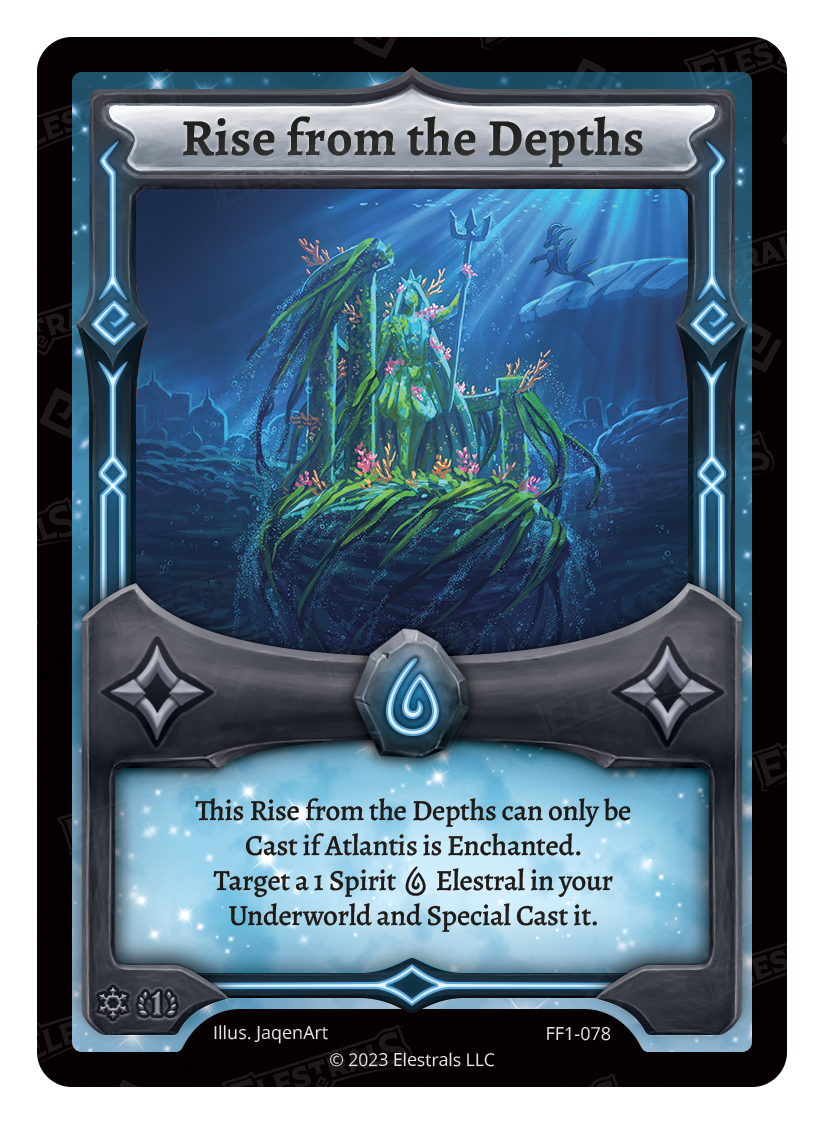 Rise from the Depths
This Rise from the Depths can only be
Cast if Atlantis is Enchanted.
Target a 1 Spirit Elestral in your
Underworld and Special Cast it.
1
Illus. JaqenArt
FF1-078
© 2023 Elestrals LLC